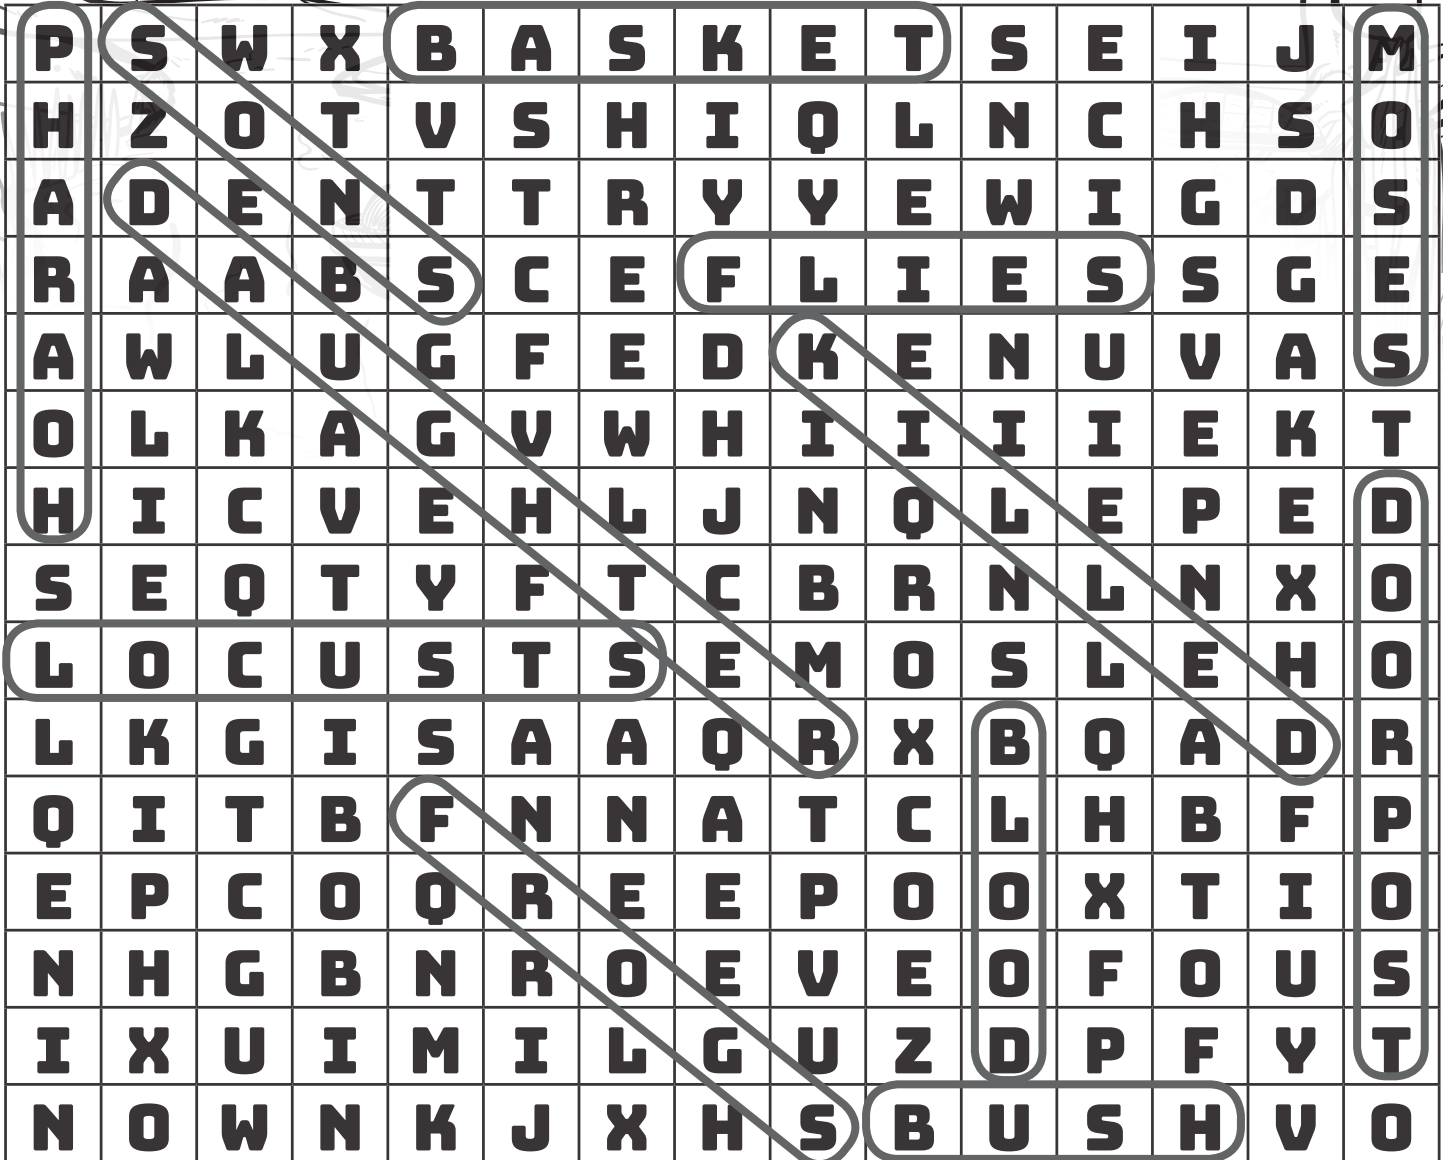 P S W X B A S K E T S E I J M
H Z O T V S H I Q L N C H S O
A D E N T T R Y Y E W I G D S
R A A B S C E F L I E S S G E
A W L U G F E D K E N U V A S
O L K A G V W H I I I I E K T
H I C V E H L J N Q L E P E D
S E Q T Y F T C B R N L N X O
L O C U S T S E M O S L E H O
L K G I S A A Q R X B Q A D R
Q I T B F N N A T C L H B F P
E P C O Q R E E P O O X T I O
N H G B N R O E V E O F O U S
I X U I M I L G U Z D P F Y T
N O W N K J X H S B U S H V O